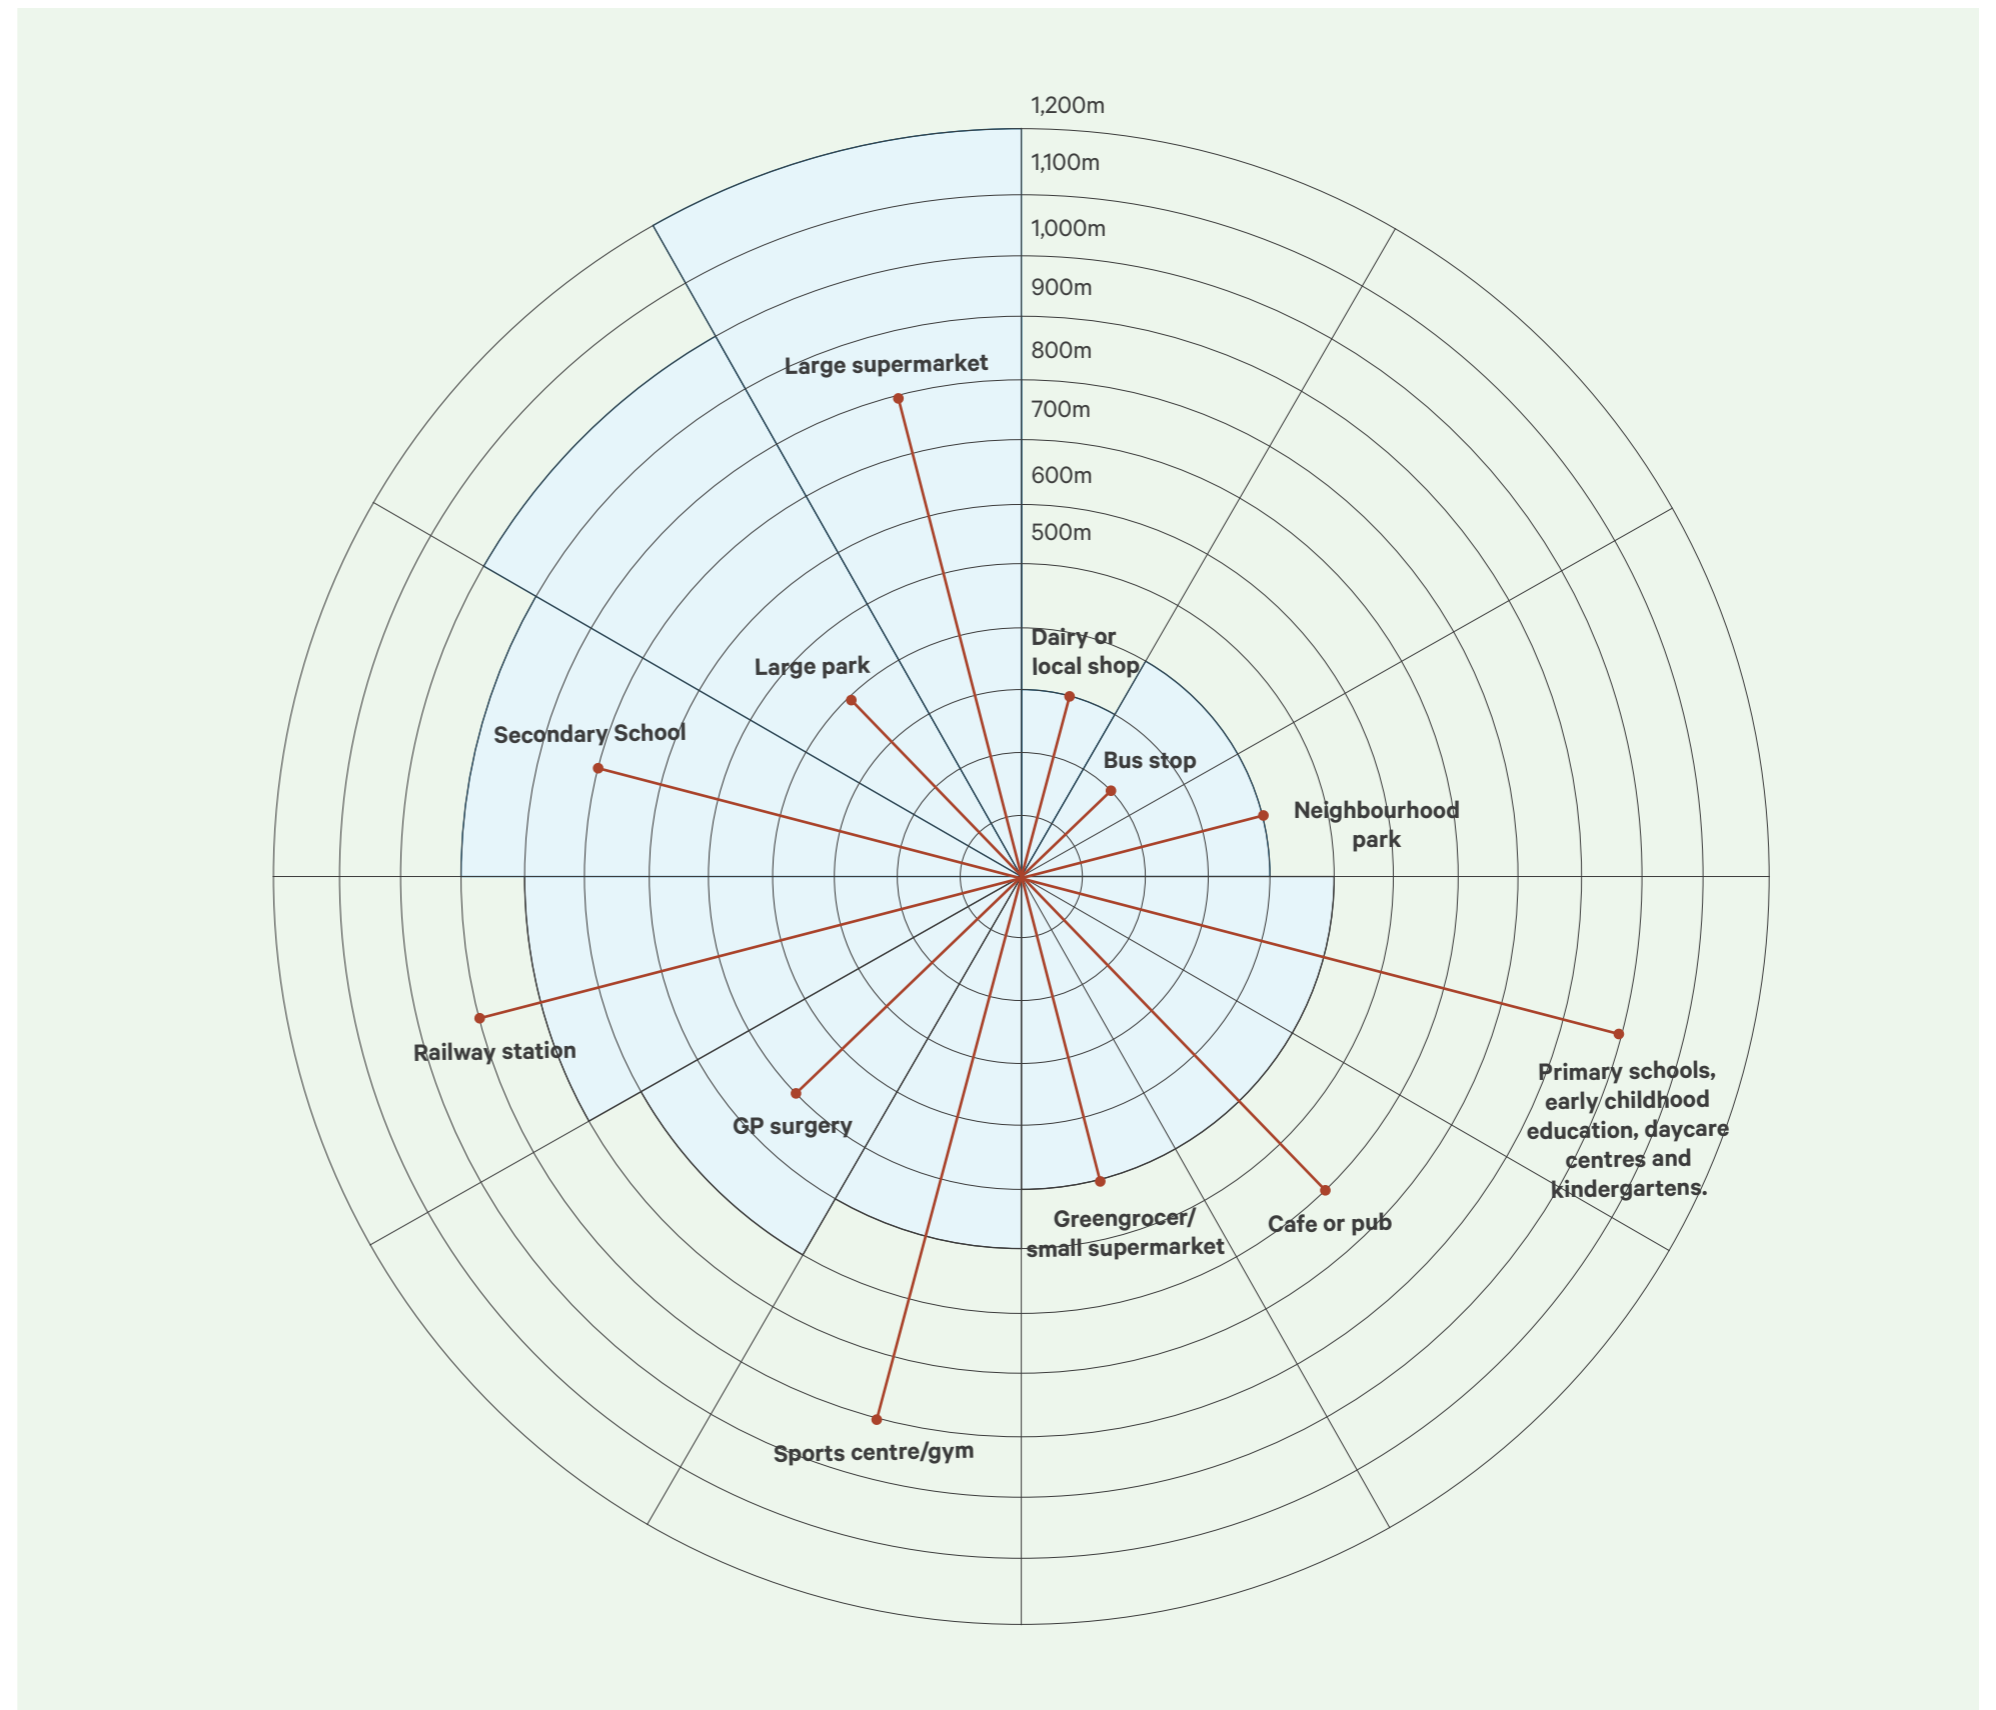 1,200m
1,100m
1,000m
900m
800m
700m
600m
500m
Large supermarket
Dairy or
local shop
Large park
Secondary School
Bus stop
Neighbourhood
park
Railway station
GP surgery
Primary schools,
early childhood
education, daycare
centres and
kindergartens.
Greengrocer/
small supermarket
Cafe or pub
Sports centre/gym